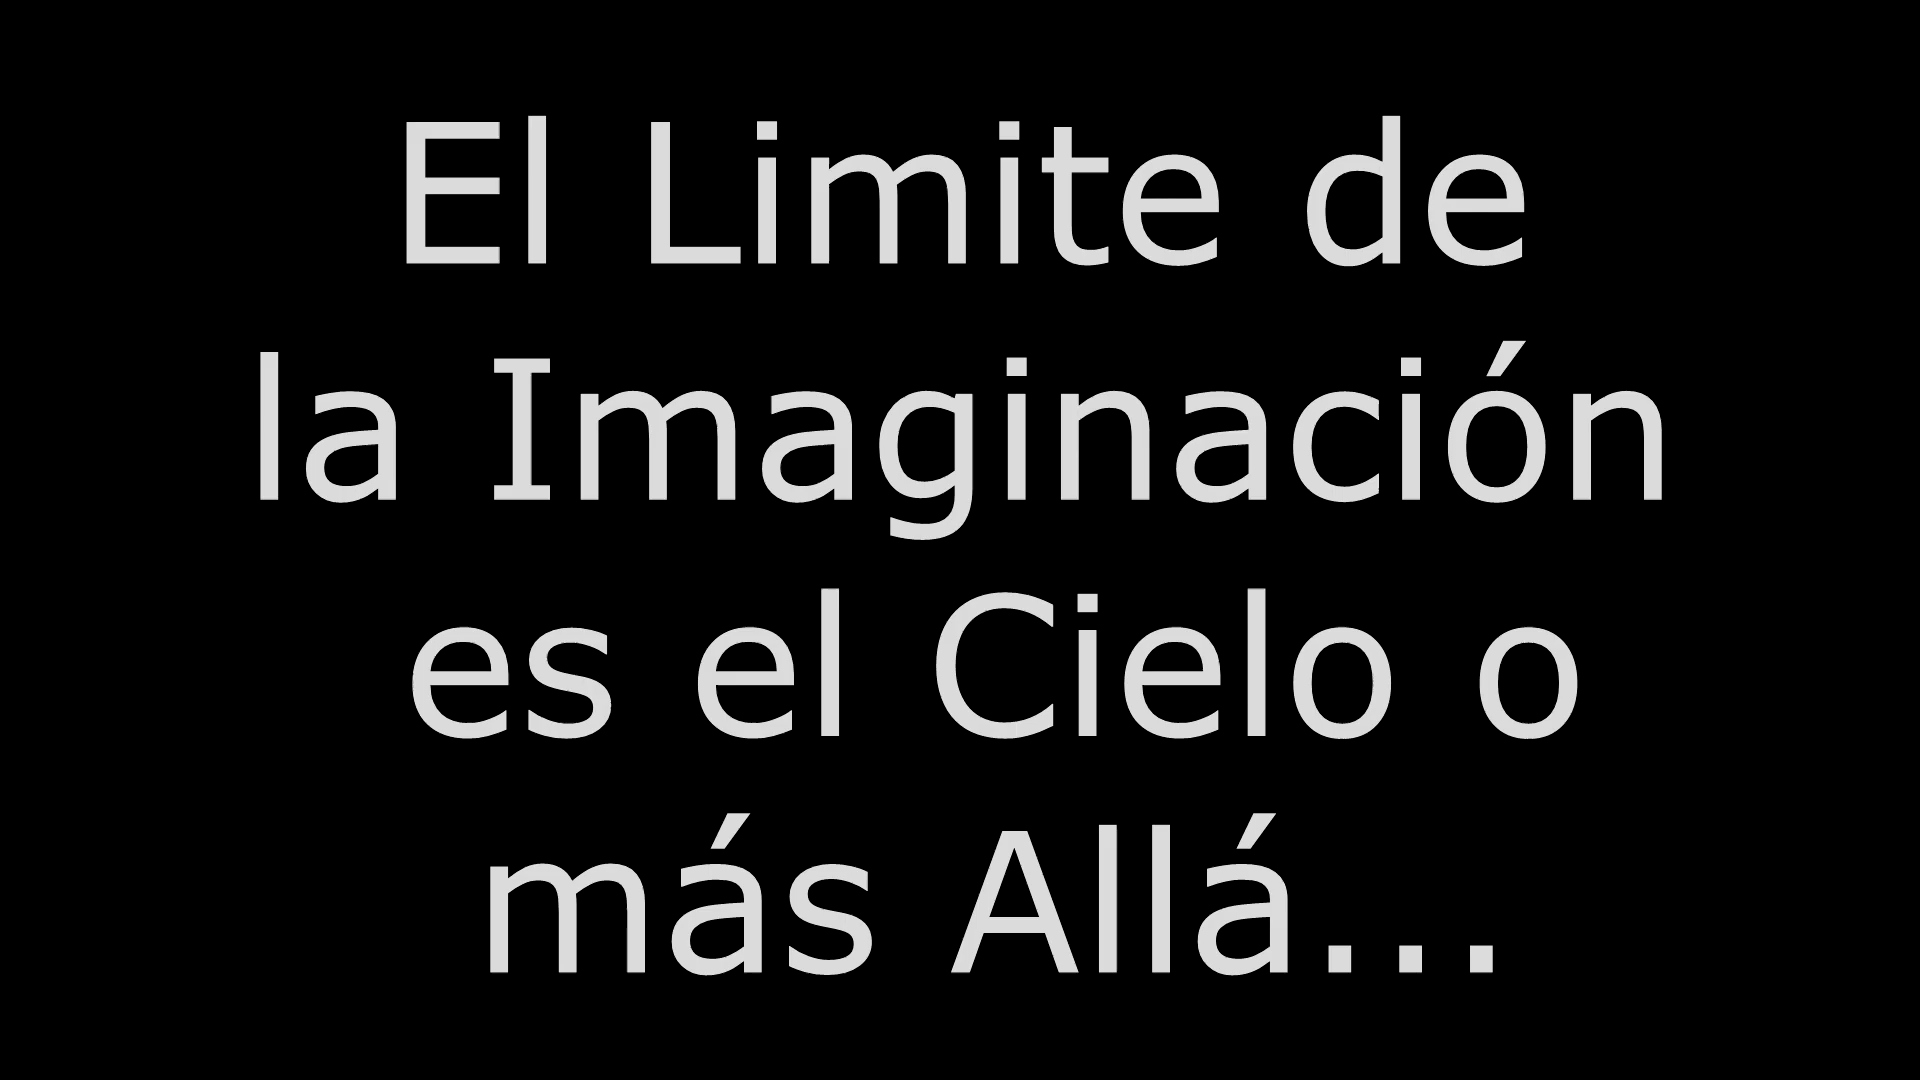 El Limite de
la Imaginación
es el Cielo o
más Allá...